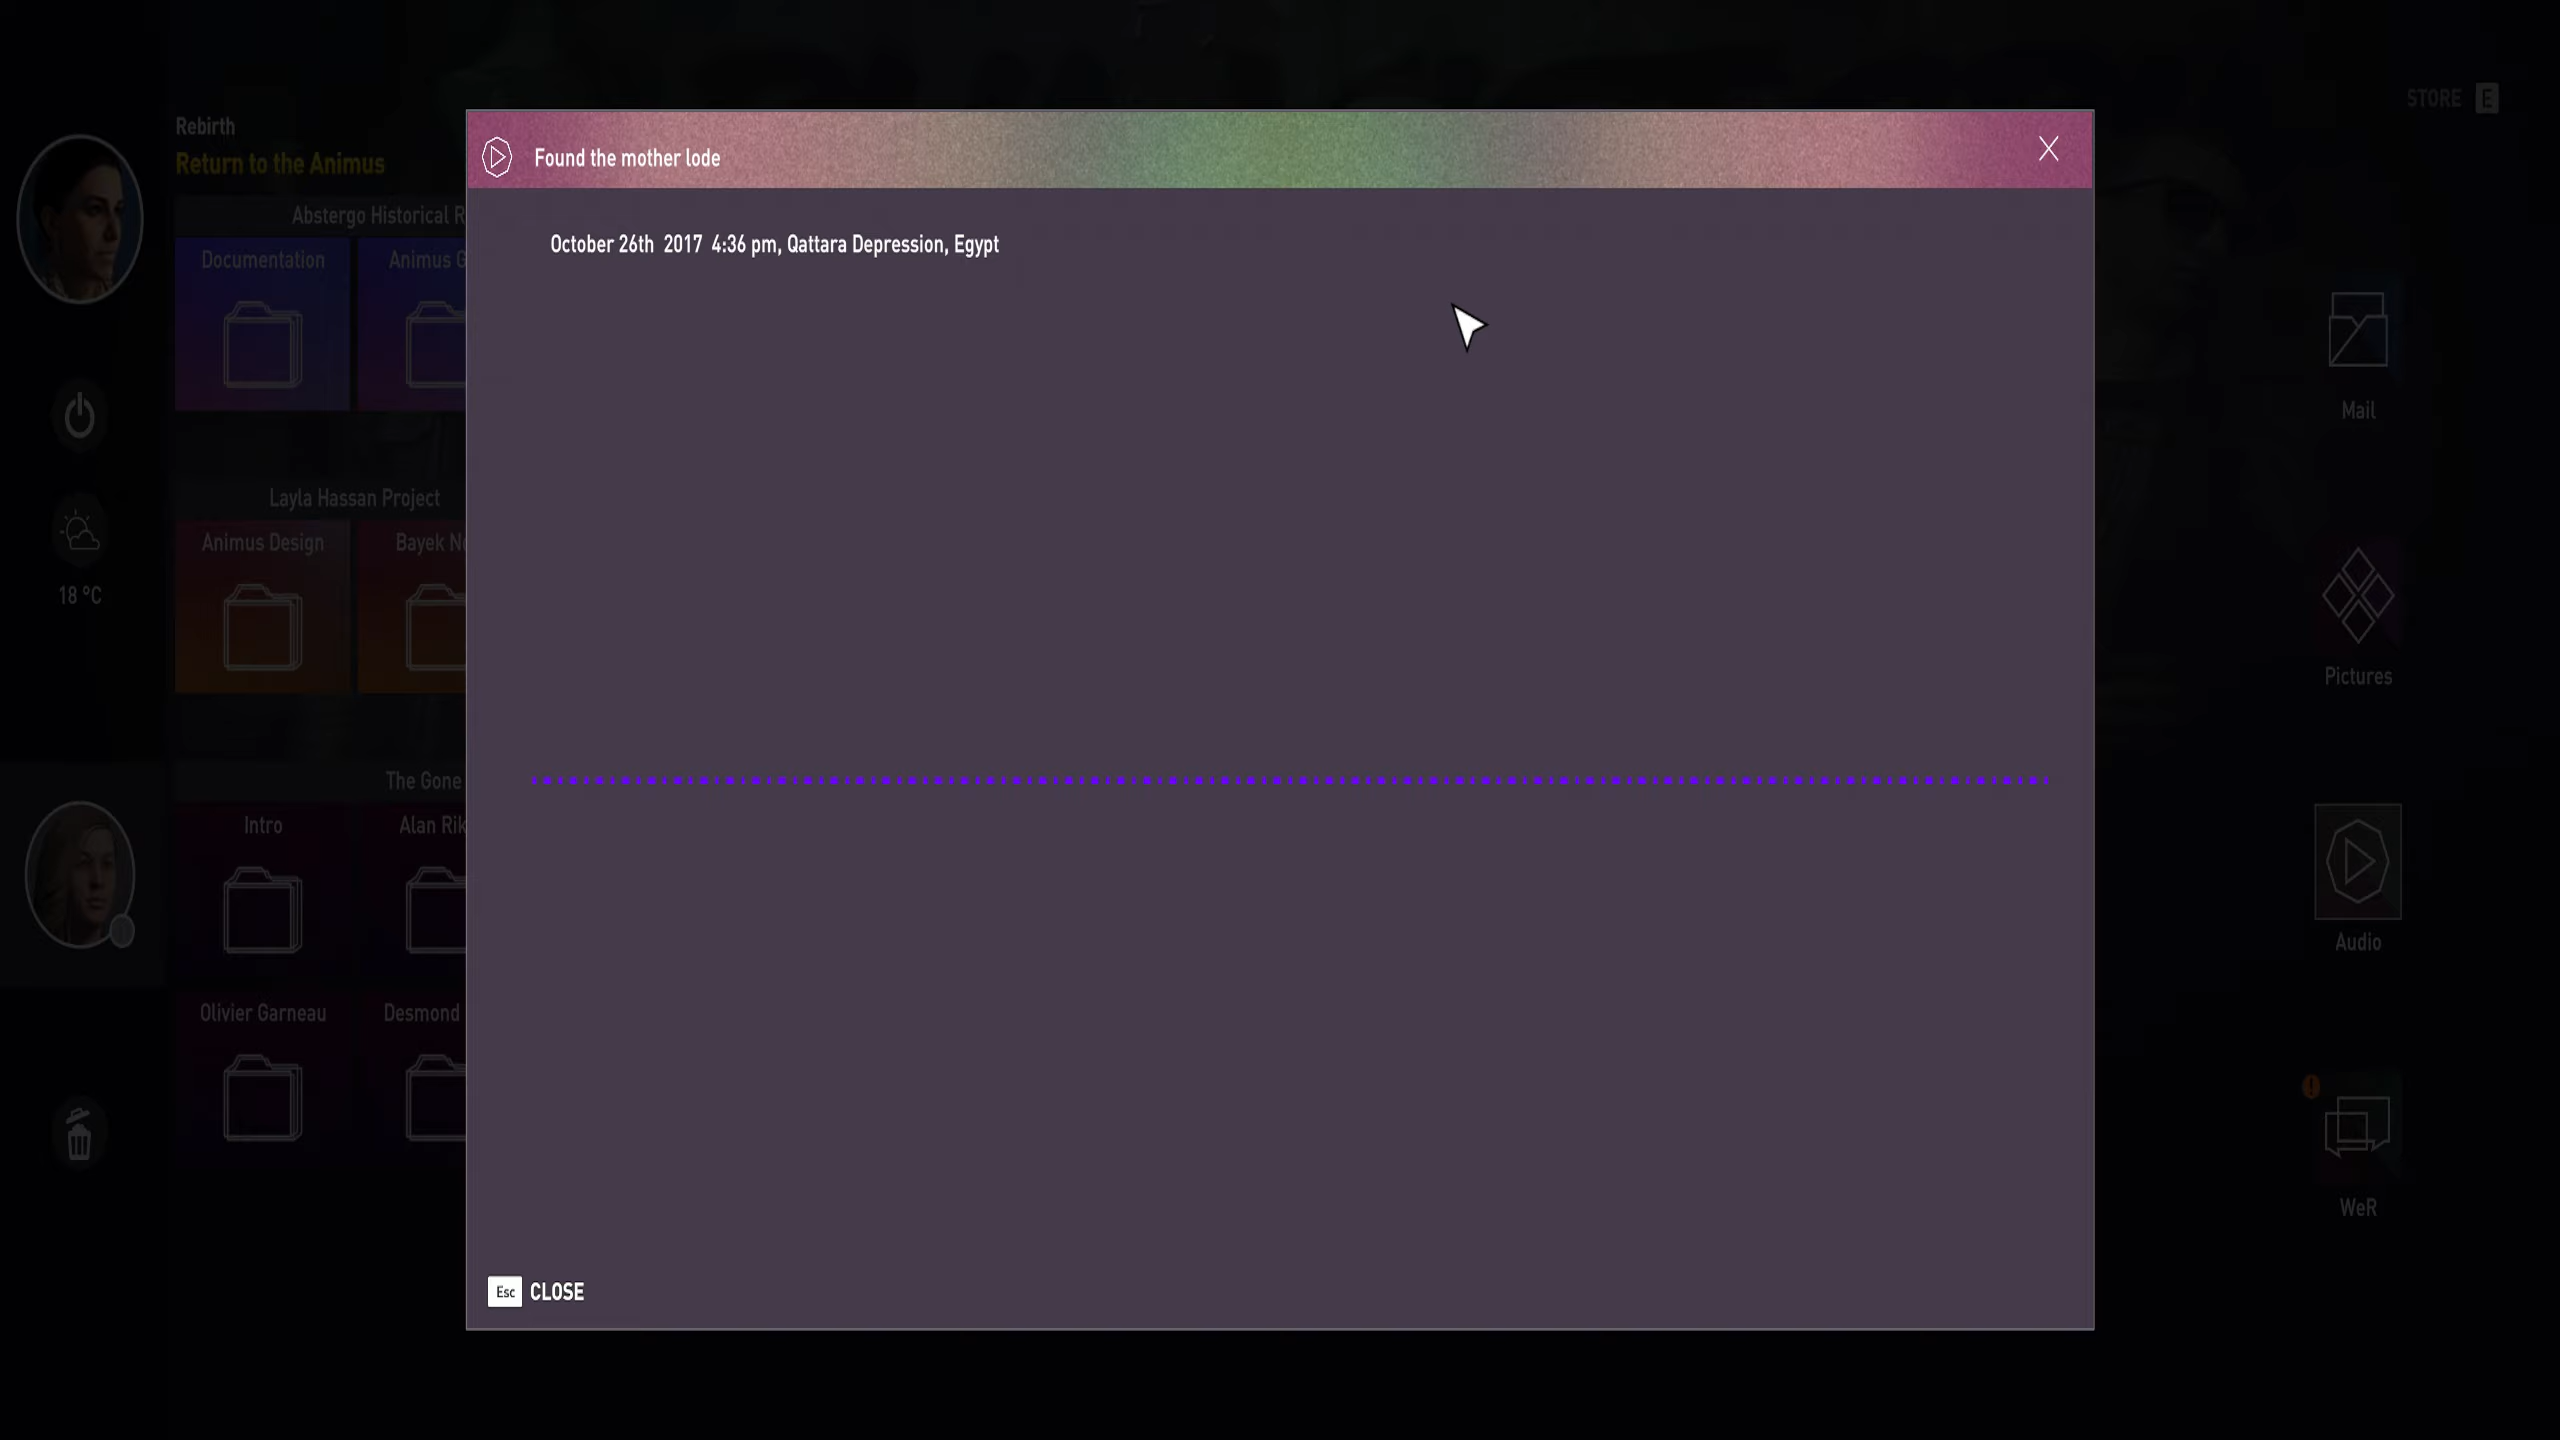 STORE E
Rebirth
Return to the Animus
Found the mother lode
X
October 26th 2017 4:36 pm, Qattara Depression, Egypt
Abstergo Historical R
Documentation
Animus G
Mail
Layla Hassan Project
Animus Design
Bayek No
18 °C
Pictures
The Gone
Intro
Alan Rik
Audio
Olivier Garneau
Desmond
WeR
Esc CLOSE